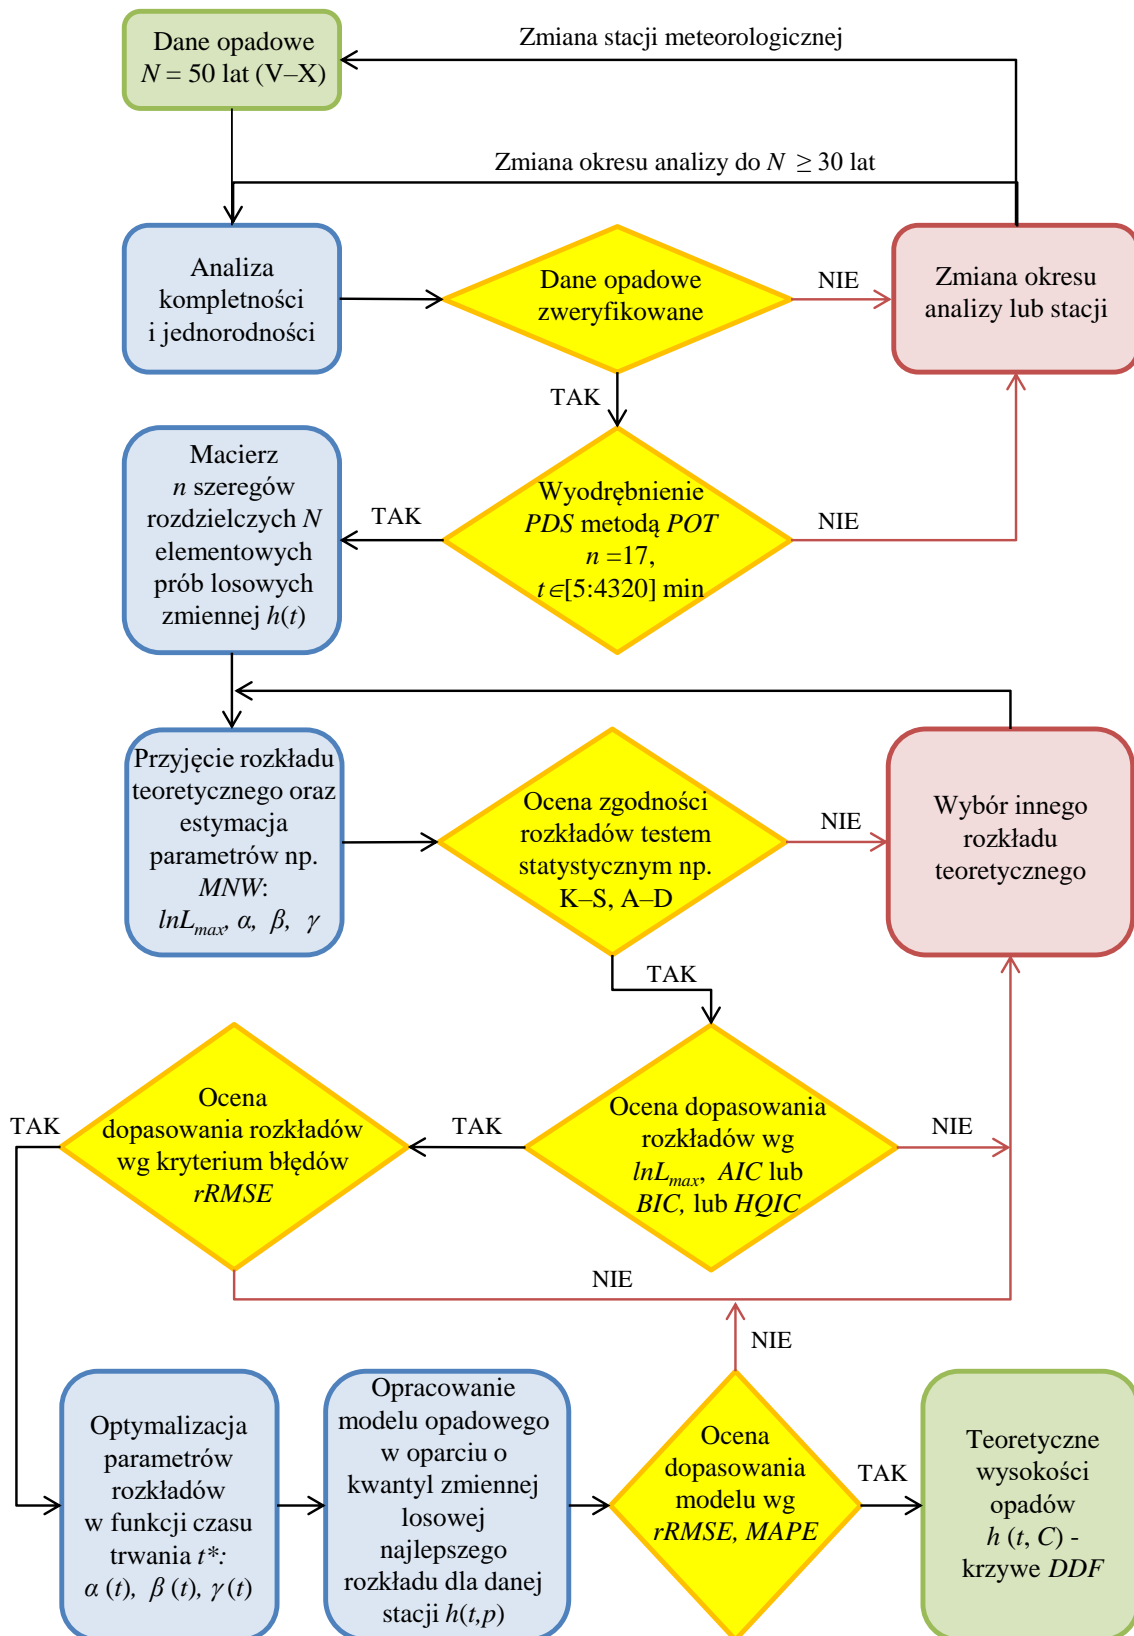 Dane opadowe
N = 50 lat (V–X)
Zmiana stacji meteorologicznej
Zmiana okresu analizy do N ≥ 30 lat
Analiza
kompletności
i jednorodności
Dane opadowe
zweryfikowane
NIE
Zmiana okresu
analizy lub stacji
TAK
Macierz
n szeregów
rozdzielczych N
elementowych
prób losowych
zmiennej h(t)
TAK
Wyodrębnienie
PDS metodą POT
n =17,
t∈[5:4320] min
NIE
Przyjęcie rozkładu
teoretycznego oraz
estymacja
parametrów np.
MNW:
lnLmax, α, β, γ
Ocena zgodności
rozkładów testem
statystycznym np.
K–S, A–D
NIE
Wybór innego
rozkładu
teoretycznego
TAK
TAK
Ocena
dopasowania rozkładów
wg kryterium błędów
rRMSE
TAK
Ocena dopasowania
rozkładów wg
lnLmax, AIC lub
BIC, lub HQIC
NIE
NIE
NIE
Optymalizacja
parametrów
rozkładów
w funkcji czasu
trwania t*:
α (t), β (t), γ (t)
Opracowanie
modelu opadowego
w oparciu o
kwantyl zmiennej
losowej
najlepszego
rozkładu dla danej
stacji h(t,p)
Ocena
dopasowania
modelu wg
rRMSE, MAPE
TAK
Teoretyczne
wysokości
opadów
h (t, C) -
krzywe DDF